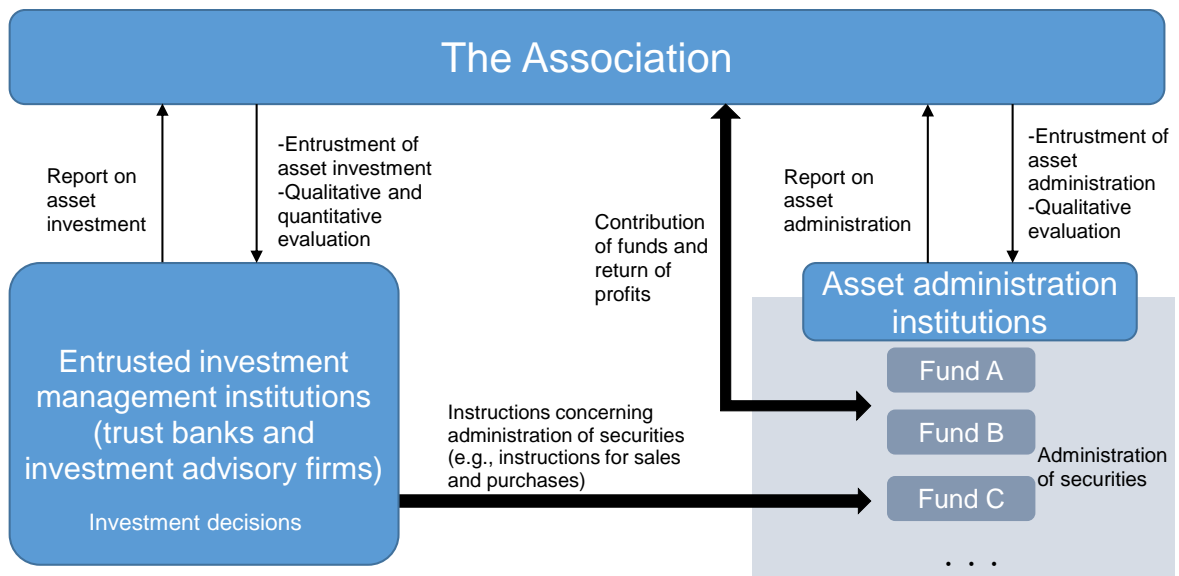 The Association
Report on
asset
investment
-Entrustment of
asset investment
-Qualitative and
quantitative
evaluation
Contribution
of funds and
return of
profits
Report on
asset
administration
-Entrustment of
asset
administration
-Qualitative
evaluation
Entrusted investment
management institutions
(trust banks and
investment advisory firms)
Investment decisions
Instructions concerning
administration of securities
(e.g., instructions for sales
and purchases)
Asset administration
institutions
Fund A
Fund B
Fund C
Administration
of securities
. . .